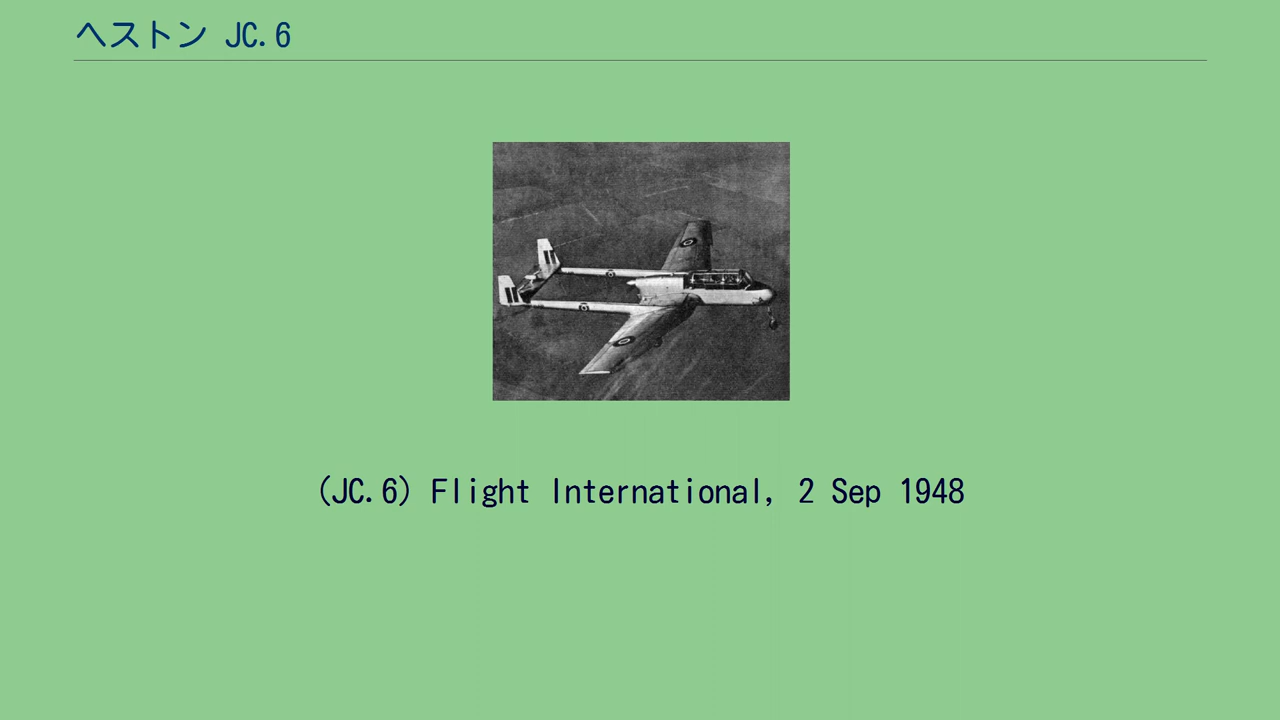 ヘストン JC.6
(JC.6) Flight International, 2 Sep 1948